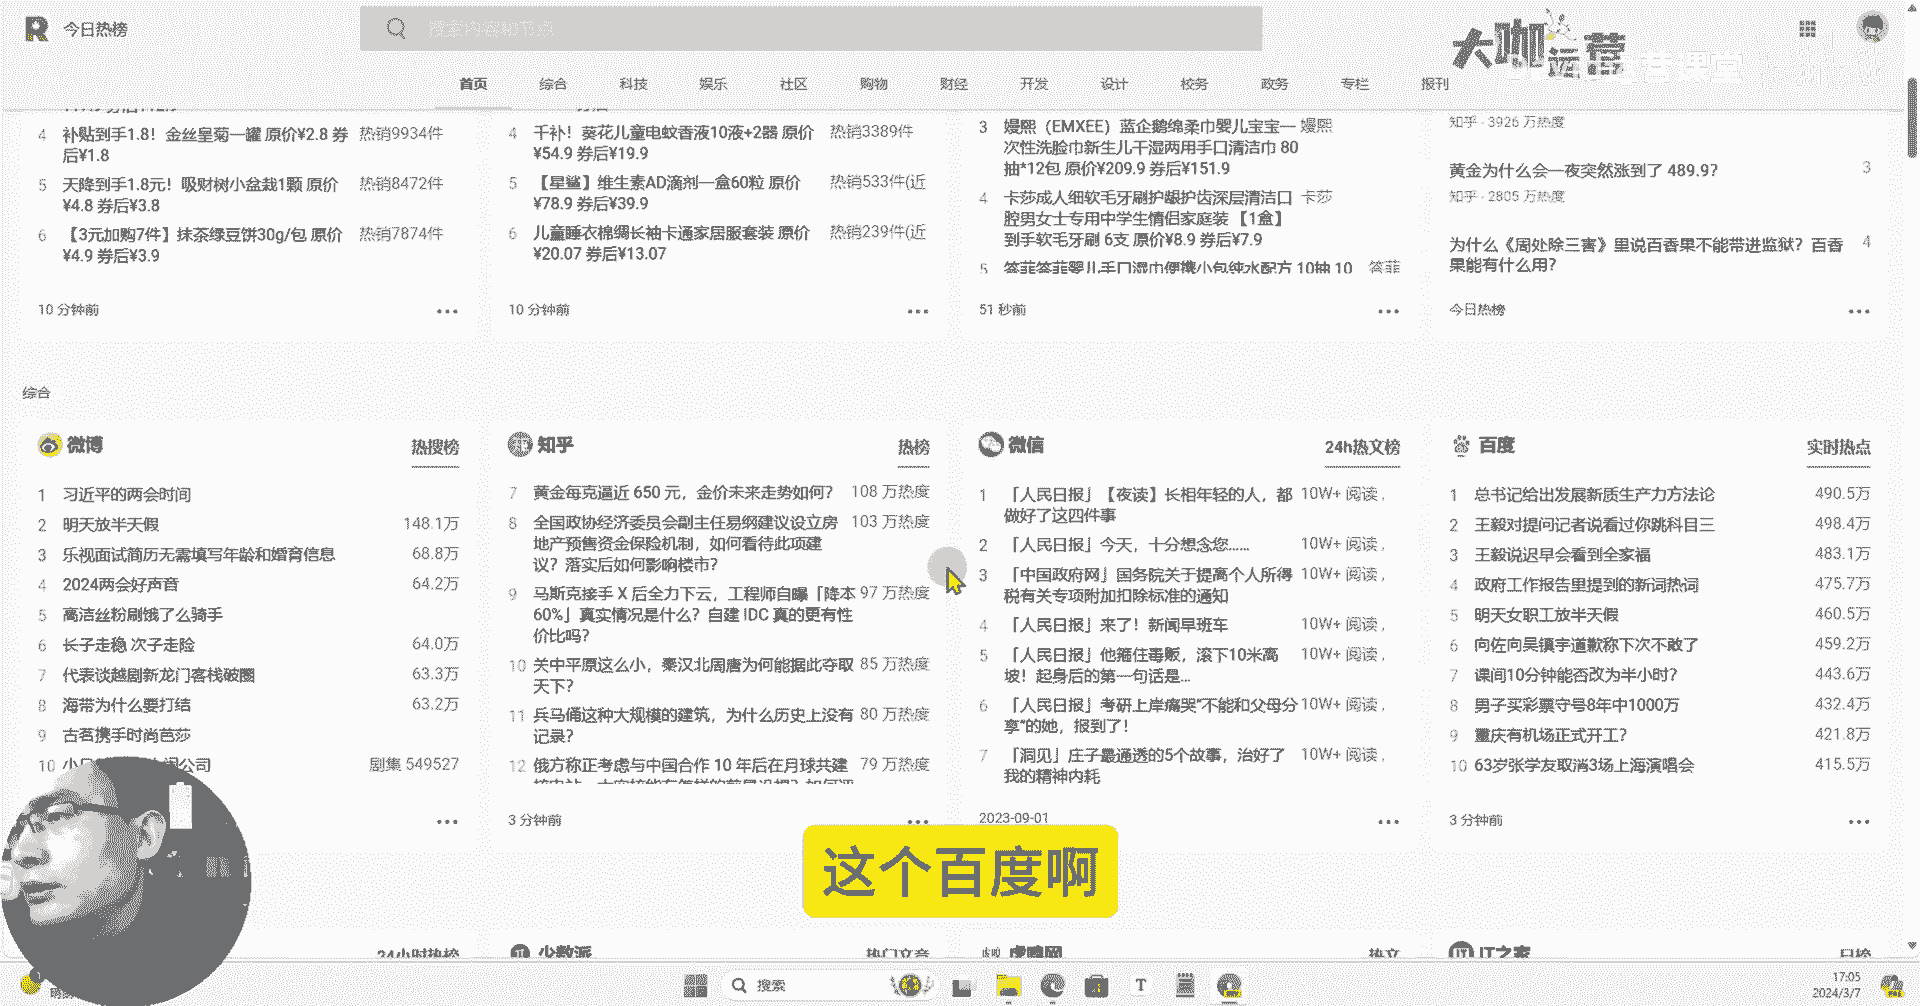 今日热榜
搜索内容和节点
大咖运营
首页 综合 科技 娱乐 社区 购物 财经 开发 设计 校务 政务 专栏 报刊
4 补贴到手1.8！金丝皇菊一罐 原价¥2.8 券后¥1.8 热销9934件
5 天降到手1.8元！吸财树小盆栽1颗 原价¥4.8 券后¥3.8 热销8472件
6 【3元加购7件】抹茶绿豆饼30g/包 原价¥4.9 券后¥3.9 热销7874件
10 分钟前
4 千补！葵花儿童电蚊香液10液+2器 原价¥54.9 券后¥19.9 热销3389件
5 【星鲨】维生素AD滴剂一盒60粒 原价¥78.9 券后¥39.9 热销533件(近
6 儿童睡衣棉绸长袖卡通家居服套装 原价¥20.07 券后¥13.07 热销239件(近
10 分钟前
3 嫚熙（EMXEE）蓝企鹅绵柔巾婴儿宝宝一次性洗脸巾新生儿干湿两用手口清洁巾 80抽*12包 原价¥209.9 券后¥151.9 嫚熙
4 卡莎成人细软毛牙刷护龈护齿深层清洁口腔男女士专用中学生情侣家庭装 【1盒】到手软毛牙刷 6支 原价¥8.9 券后¥7.9 卡莎
5 答菲答菲婴儿手口湿巾便携小包纯水配方 10抽 10 答菲
51 秒前
知乎 · 3926 万热度
黄金为什么会一夜突然涨到了 489.9？ 3
知乎 · 2805 万热度
为什么《周处除三害》里说百香果不能带进监狱？百香果能有什么用？ 4
今日热榜
综合
微博 热搜榜
1 习近平的两会时间
2 明天放半天假 148.1万
3 乐视面试简历无需填写年龄和婚育信息 68.8万
4 2024两会好声音 64.2万
5 高洁丝粉刷饿了么骑手
6 长子走稳 次子走险 64.0万
7 代表谈越剧新龙门客栈破圈 63.3万
8 海带为什么要打结 63.2万
9 古茗携手时尚芭莎
10 公司 剧集 549527
知乎 热榜
7 黄金每克逼近 650 元，金价未来走势如何？ 108 万热度
8 全国政协经济委员会副主任易纲建议设立房地产预售资金保险机制，如何看待此项建议？落实后如何影响楼市？ 103 万热度
9 马斯克接手 X 后全力下云，工程师自曝「降本 60%」真实情况是什么？自建 IDC 真的更有性价比吗？ 97 万热度
10 关中平原这么小，秦汉北周唐为何能据此夺取天下？ 85 万热度
11 兵马俑这种大规模的建筑，为什么历史上没有记录？ 80 万热度
12 俄方称正考虑与中国合作 10 年后在月球共建 79 万热度
3 分钟前
微信 24h热文榜
1 「人民日报」【夜读】长相年轻的人，都做好了这四件事 10W+ 阅读，
2 「人民日报」今天，十分想念您…… 10W+ 阅读，
3 「中国政府网」国务院关于提高个人所得税有关专项附加扣除标准的通知 10W+ 阅读，
4 「人民日报」来了！新闻早班车 10W+ 阅读，
5 「人民日报」他箍住毒贩，滚下10米高坡！起身后的第一句话是… 10W+ 阅读，
6 「人民日报」考研上岸痛哭“不能和父母分享”的她，报到了！ 10W+ 阅读，
7 「洞见」庄子最通透的5个故事，治好了我的精神内耗 10W+ 阅读，
2023-09-01
百度 实时热点
1 总书记给出发展新质生产力方法论 490.5万
2 王毅对提问记者说看过你跳科目三 498.4万
3 王毅说迟早会看到全家福 483.1万
4 政府工作报告里提到的新词热词 475.7万
5 明天女职工放半天假 460.5万
6 向佐向吴镇宇道歉称下次不敢了 459.2万
7 课间10分钟能否改为半小时？ 443.6万
8 男子买彩票守号8年中1000万 432.4万
9 重庆有机场正式开工？ 421.8万
10 63岁张学友取消3场上海演唱会 415.5万
3 分钟前
这个百度啊
24小时热榜
少数派 热门文章
虎嗅网 热文
IT之家 日榜
搜索
17:05
2024/3/7